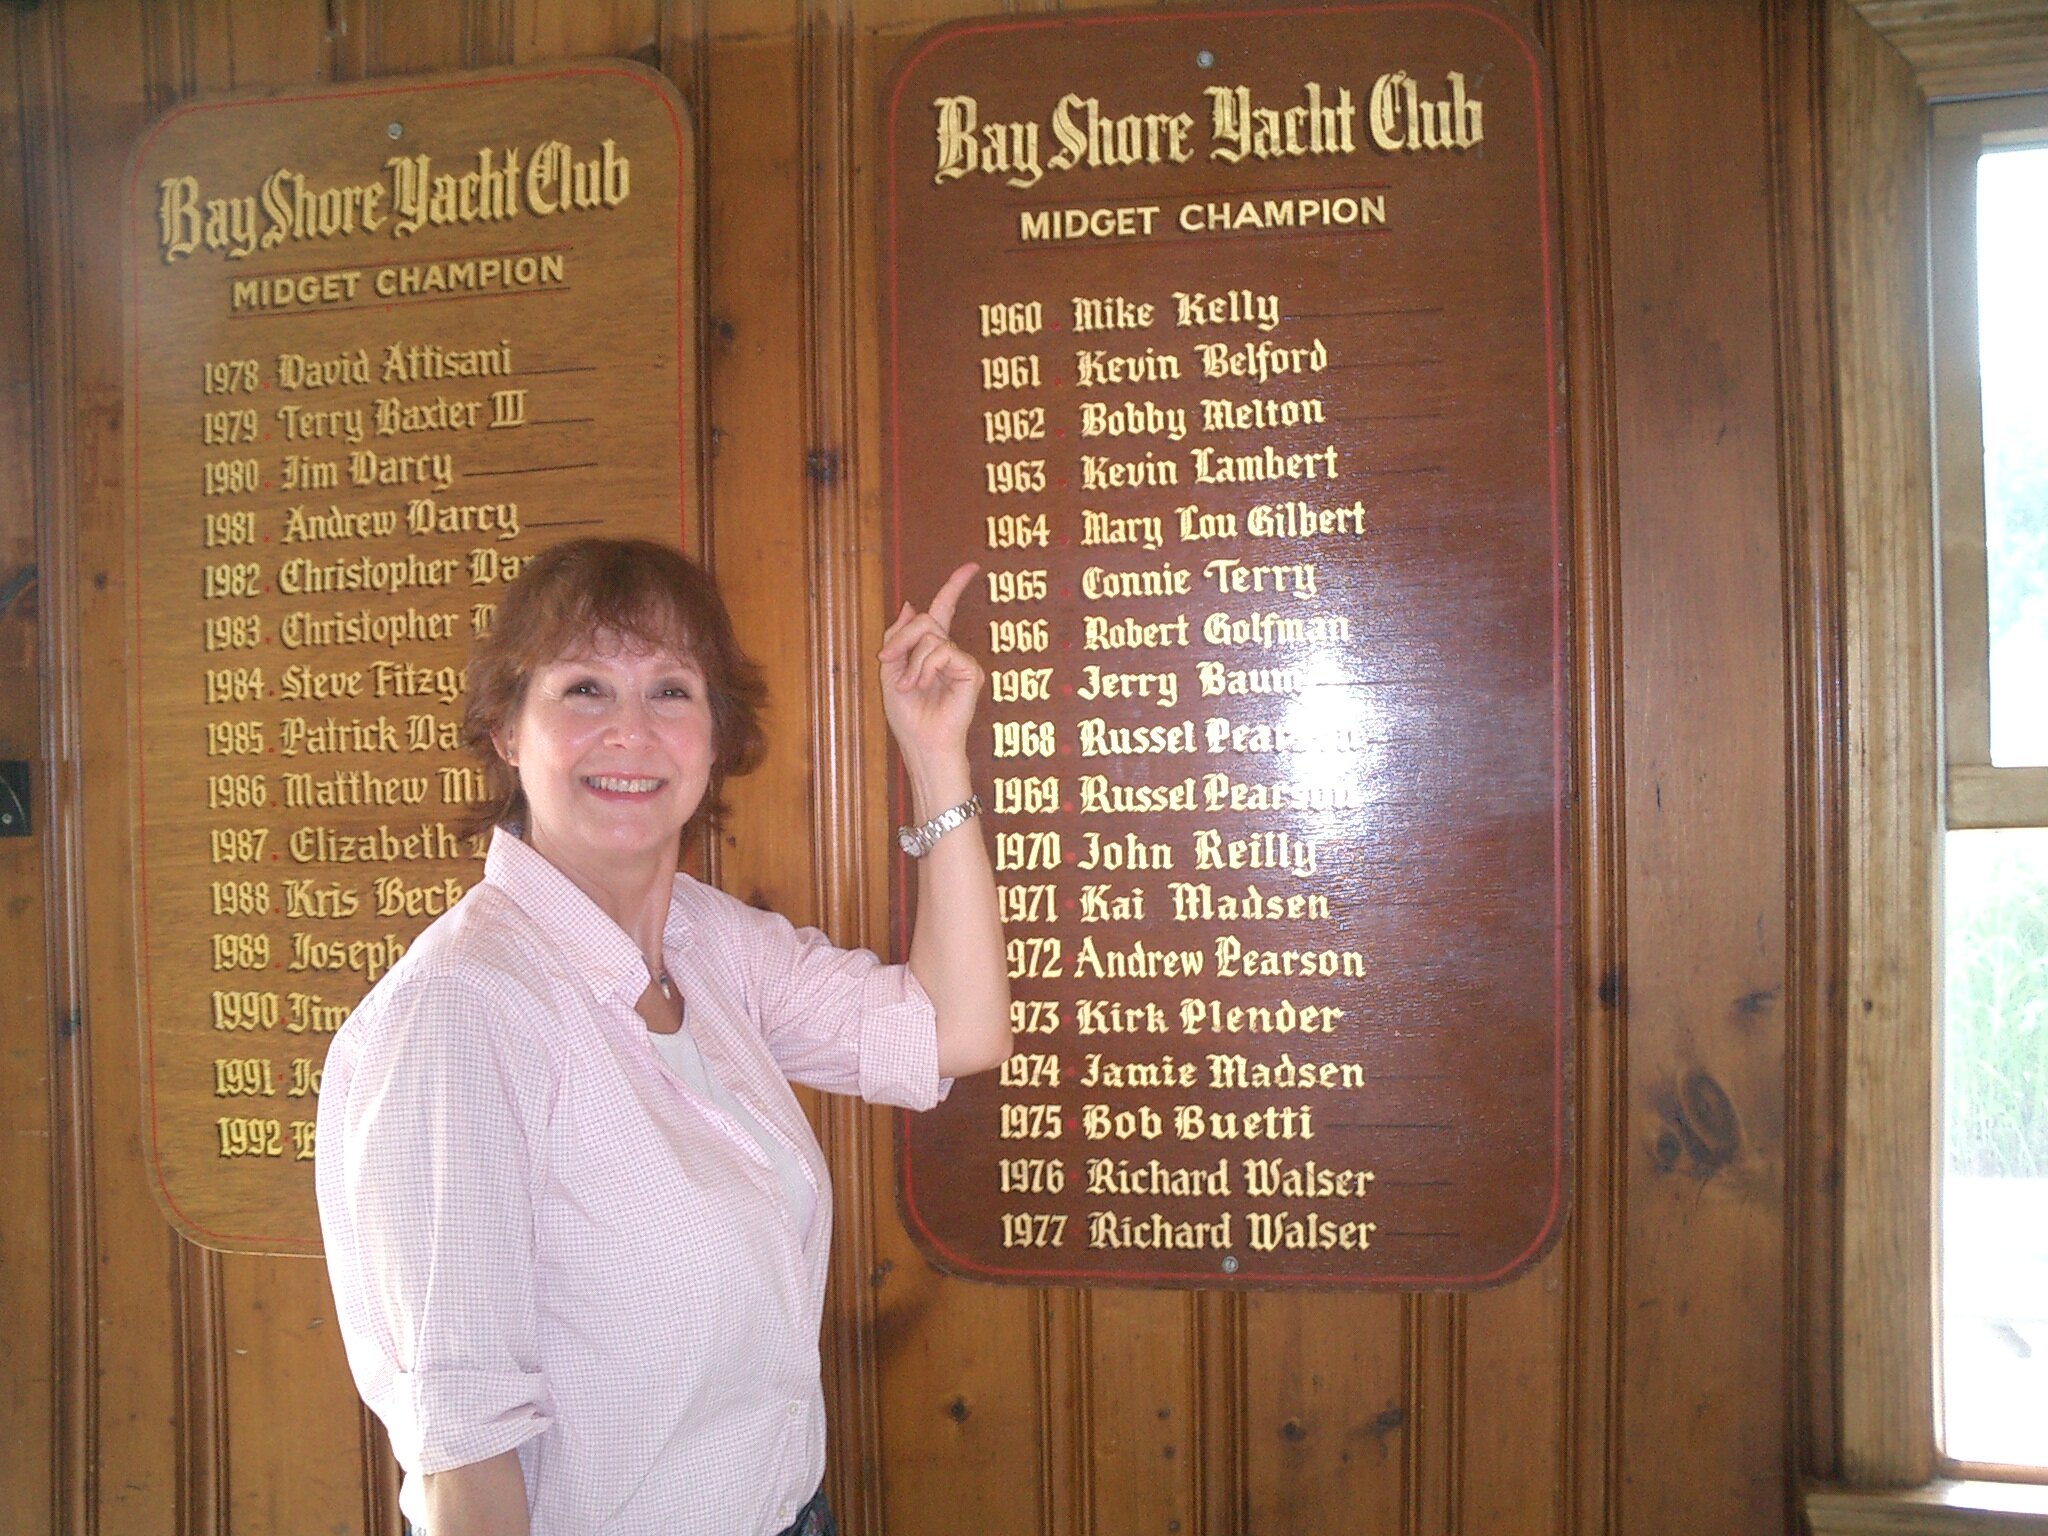 Bay Shore Yacht Club
MIDGET CHAMPION
1978. David Attisani
1979. Terry Baxter III
1980. Jim Darcy
1981. Andrew Darcy
1982. Christopher
1983. Christopher
1984. Steve
1985. Patrick
1986. Matthew
1987. Elizabeth
1988. Kris
1989. Joseph
1990. Jim
1991.
1992.
Bay Shore Yacht Club
MIDGET CHAMPION
1960. Mike Kelly
1961. Kevin Belford
1962. Bobby Melton
1963. Kevin Lambert
1964. Mary Lou Gilbert
1965. Connie Terry
1966. Robert Golfman
1967. Jerry
1968. Russel
1969. Russel Pearson
1970. John Reilly
1971. Kai Madsen
1972 Andrew Pearson
1973. Kirk Plender
1974. Jamie Madsen
1975. Bob Buetti
1976. Richard Walser
1977 Richard Walser